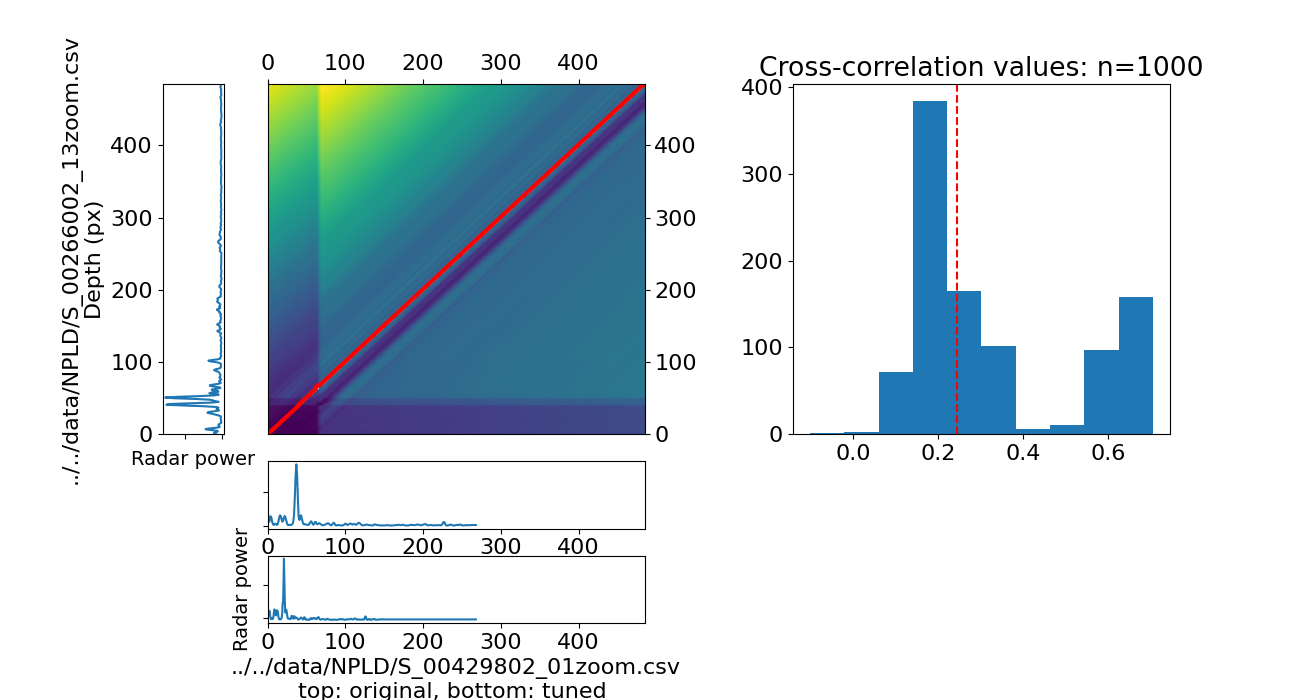 Cross-correlation values: n=1000
0 100 200 300 400
../../data/NPLD/S_00266002_13zoom.csv
Depth (px)
400
300
200
100
0
400
300
200
100
0
400
300
200
100
0
0.0 0.2 0.4 0.6
Radar power
0 100 200 300 400
Radar power
0 100 200 300 400
../../data/NPLD/S_00429802_01zoom.csv
top: original, bottom: tuned